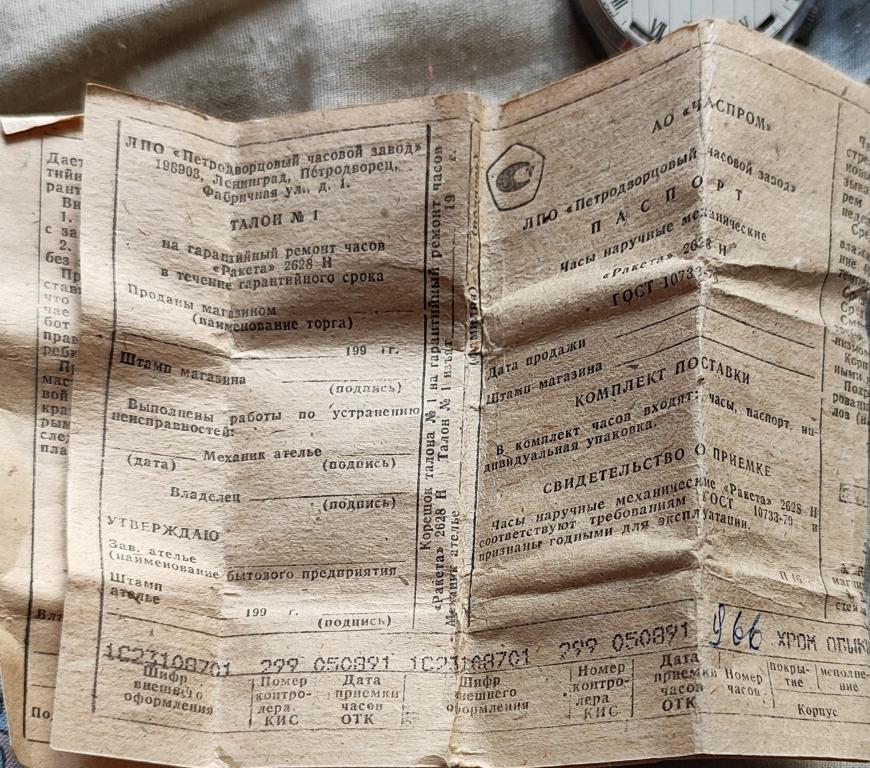 ЛПО «Петродворцовый часовой завод»
198903, Ленинград, Петродворец,
Фабричная ул., д. 1.
ТАЛОН № 1
на гарантийный ремонт часов
«Ракета» 2628 Н
в течение гарантийного срока
Проданы магазином
(наименование торга)
199 г.
Штамп магазина
(подпись)
Выполнены работы по устранению
неисправностей:
Механик ателье
(дата) (подпись)
Владелец
(подпись)
УТВЕРЖДАЮ
Зав. ателье
(наименование бытового предприятия
Штамп
ателье
199 г.
(подпись)
1С23108701 299 050891
Шифр внешнего оформления
Номер контро-лера КИС
Дата приемки часов ОТК
Корешок талона № 1 на гарантийный ремонт часов
«Ракета» 2628 Н Талон № 1 изъят 19 г.
Механик ателье
АО «ЧАСПРОМ»
ЛПО «Петродворцовый часовой завод»
ПАСПОРТ
Часы наручные механические
«Ракета» 2628 Н
ГОСТ 10733-79
Дата продажи
Штамп магазина
КОМПЛЕКТ ПОСТАВКИ
В комплект часов входят: часы, паспорт, ин-
дивидуальная упаковка.
СВИДЕТЕЛЬСТВО О ПРИЕМКЕ
Часы наручные механические «Ракета» 2628 Н
соответствуют требованиям ГОСТ 10733-79 и
признаны годными для эксплуатации.
1С23108701 299 050891 966 ХРОМ
Шифр внешнего оформления
Номер контро-лера КИС
Дата приемки часов ОТК
Номер часов
покры-тие
исполне-ние
Корпус